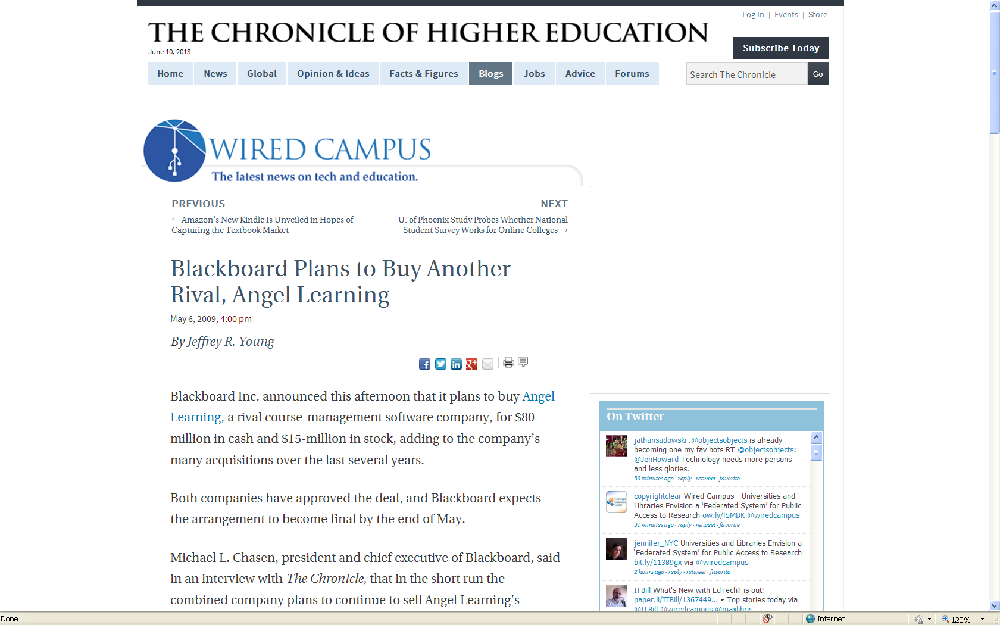 Log In | Events | Store
THE CHRONICLE OF HIGHER EDUCATION
June 10, 2013
Subscribe Today
Home News Global Opinion & Ideas Facts & Figures Blogs Jobs Advice Forums
Search The Chronicle Go
WIRED CAMPUS
The latest news on tech and education.
PREVIOUS
← Amazon’s New Kindle Is Unveiled in Hopes of
Capturing the Textbook Market
NEXT
U. of Phoenix Study Probes Whether National
Student Survey Works for Online Colleges →
Blackboard Plans to Buy Another
Rival, Angel Learning
May 6, 2009, 4:00 pm
By Jeffrey R. Young
Blackboard Inc. announced this afternoon that it plans to buy Angel
Learning, a rival course-management software company, for $80-
million in cash and $15-million in stock, adding to the company’s
many acquisitions over the last several years.
Both companies have approved the deal, and Blackboard expects
the arrangement to become final by the end of May.
Michael L. Chasen, president and chief executive of Blackboard, said
in an interview with The Chronicle, that in the short run the
combined company plans to continue to sell Angel Learning’s
On Twitter
jathansadowski .@objectsobjects is already
becoming one my fav bots RT @objectsobjects:
@JenHoward Technology needs more persons
and less glories.
30 minutes ago · reply · retweet · favorite
Copyright Clearance Center
copyrightclear Wired Campus - Universities and
Libraries Envision a ‘Federated System’ for Public
Access to Research ow.ly/lSMDK @wiredcampus
31 minutes ago · reply · retweet · favorite
jennifer_NYC Universities and Libraries Envision a
‘Federated System’ for Public Access to Research
bit.ly/113B9gx via @wiredcampus
2 hours ago · reply · retweet · favorite
ITBill What's New with EdTech? is out!
paper.li/ITBill/1367449... ▸ Top stories today via
@ITBill @wiredcampus @maxlibris
Done
Internet
120%